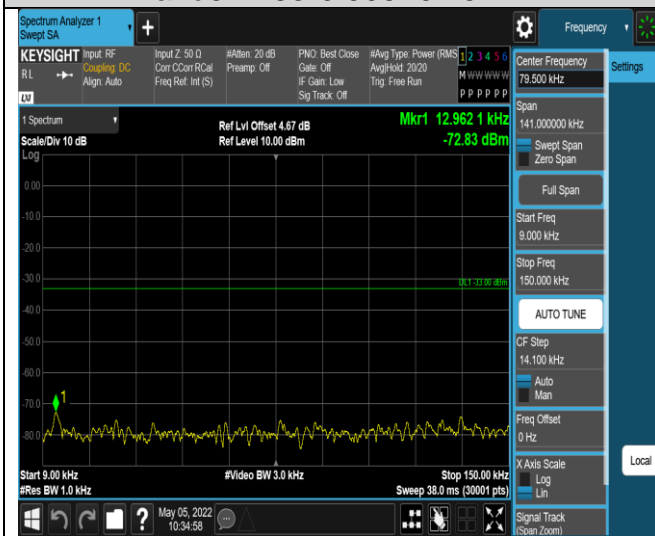 Spectrum Analyzer 1
Swept SA
Frequency
KEYSIGHT
RL
LXI
Input: RF
Coupling: DC
Align: Auto
Input Z: 50 Ω
Corr CCorr RCal
Freq Ref: Int (S)
#Atten: 20 dB
Preamp: Off
PNO: Best Close
Gate: Off
IF Gain: Low
Sig Track: Off
#Avg Type: Power (RMS
Avg|Hold: 20/20
Trig: Free Run
1 2 3 4 5 6
M W W W W W
P P P P P P
1 Spectrum
Scale/Div 10 dB
Log
Ref Lvl Offset 4.67 dB
Ref Level 10.00 dBm
Mkr1 12.962 1 kHz
-72.83 dBm
0.00
-10.0
-20.0
-30.0
-40.0
-50.0
-60.0
-70.0
-80.0
DL1 -33.00 dBm
1
Start 9.00 kHz
#Res BW 1.0 kHz
#Video BW 3.0 kHz
Stop 150.00 kHz
Sweep 38.0 ms (30001 pts)
?
May 05, 2022
10:34:58
Center Frequency
79.500 kHz
Span
141.000000 kHz
Swept Span
Zero Span
Full Span
Start Freq
9.000 kHz
Stop Freq
150.000 kHz
AUTO TUNE
CF Step
14.100 kHz
Auto
Man
Freq Offset
0 Hz
X Axis Scale
Log
Lin
Signal Track
(Span Zoom)
Settings
Local